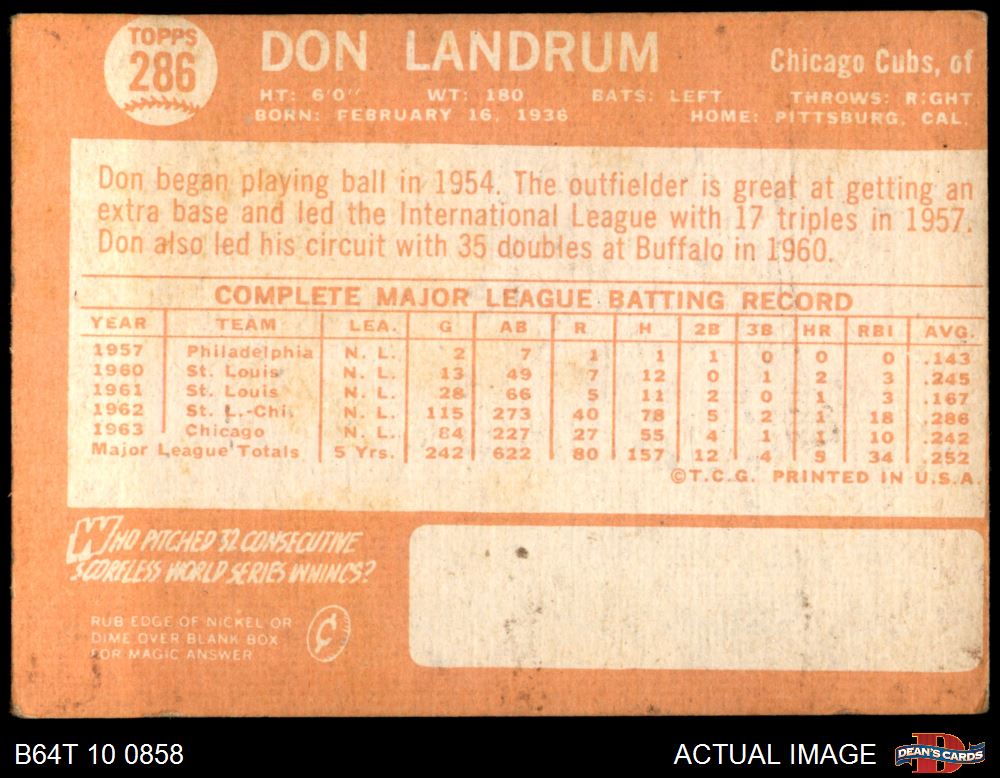 TOPPS
286
DON LANDRUM
Chicago Cubs, of
HT: 6'0" WT: 180 BATS: LEFT THROWS: RIGHT
BORN: FEBRUARY 16, 1936 HOME: PITTSBURG, CAL.
Don began playing ball in 1954. The outfielder is great at getting an
extra base and led the International League with 17 triples in 1957.
Don also led his circuit with 35 doubles at Buffalo in 1960.
COMPLETE MAJOR LEAGUE BATTING RECORD
YEAR TEAM LEA. G AB R H 2B 3B HR RBI AVG.
1957 Philadelphia N. L. 2 7 1 1 1 0 0 0 .143
1960 St. Louis N. L. 13 49 7 12 0 1 2 3 .245
1961 St. Louis N. L. 28 66 5 11 2 0 1 3 .167
1962 St. L.-Chi. N. L. 115 273 40 78 5 2 1 18 .286
1963 Chicago N. L. 84 227 27 55 4 1 1 10 .242
Major League Totals 5 Yrs. 242 622 80 157 12 4 5 34 .252
©T.C.G. PRINTED IN U.S.A.
WHO PITCHED 32 CONSECUTIVE
SCORELESS WORLD SERIES INNINGS?
RUB EDGE OF NICKEL OR
DIME OVER BLANK BOX
FOR MAGIC ANSWER
¢
B64T 10 0858
ACTUAL IMAGE
DEAN'S CARDS